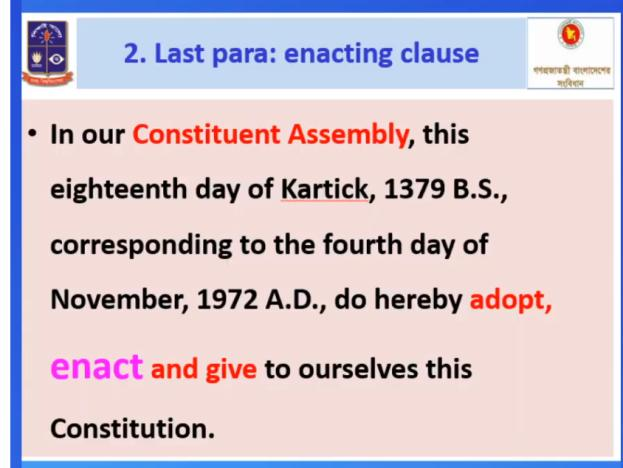 2. Last para: enacting clause
গণপ্রজাতন্ত্রী বাংলাদেশের
সংবিধান
• In our Constituent Assembly, this
eighteenth day of Kartick, 1379 B.S.,
corresponding to the fourth day of
November, 1972 A.D., do hereby adopt,
enact and give to ourselves this
Constitution.